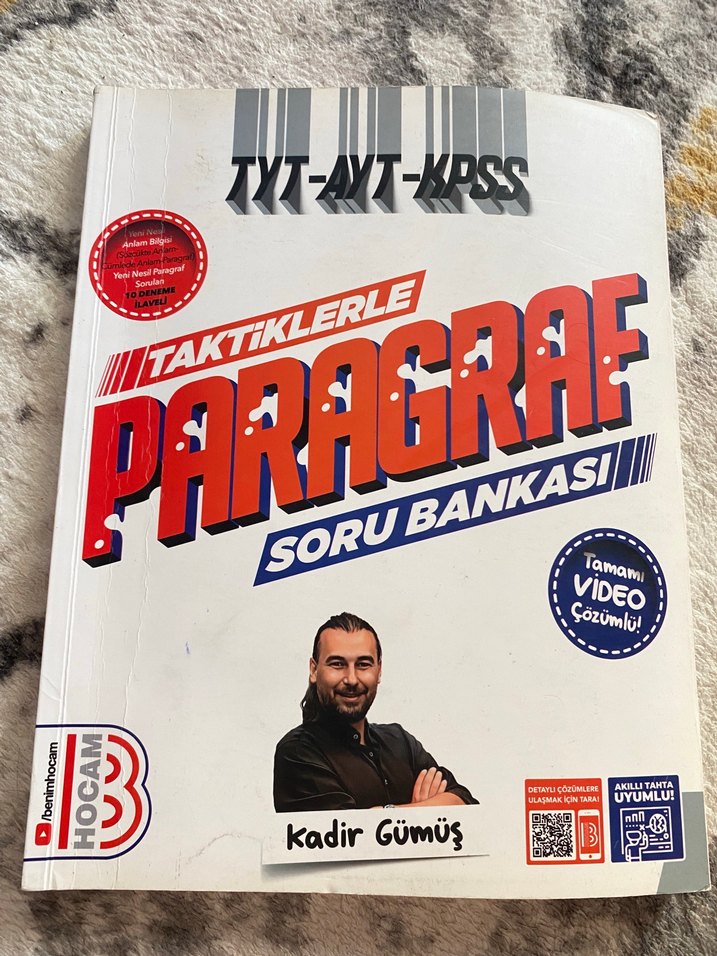 TYT-AYT-KPSS
Yeni Nesil
Anlam Bilgisi
(Sözcükte Anlam-
Cümlede Anlam-Paragraf)
Yeni Nesil Paragraf
Soruları
10 DENEME
İLAVELİ
TAKTİKLERLE
PARAGRAF
SORU BANKASI
Tamamı
VİDEO
Çözümlü!
/benimhocam
HOCAM
B
Kadir Gümüş
DETAYLI ÇÖZÜMLERE
ULAŞMAK İÇİN TARA!
AKILLI TAHTA
UYUMLU!